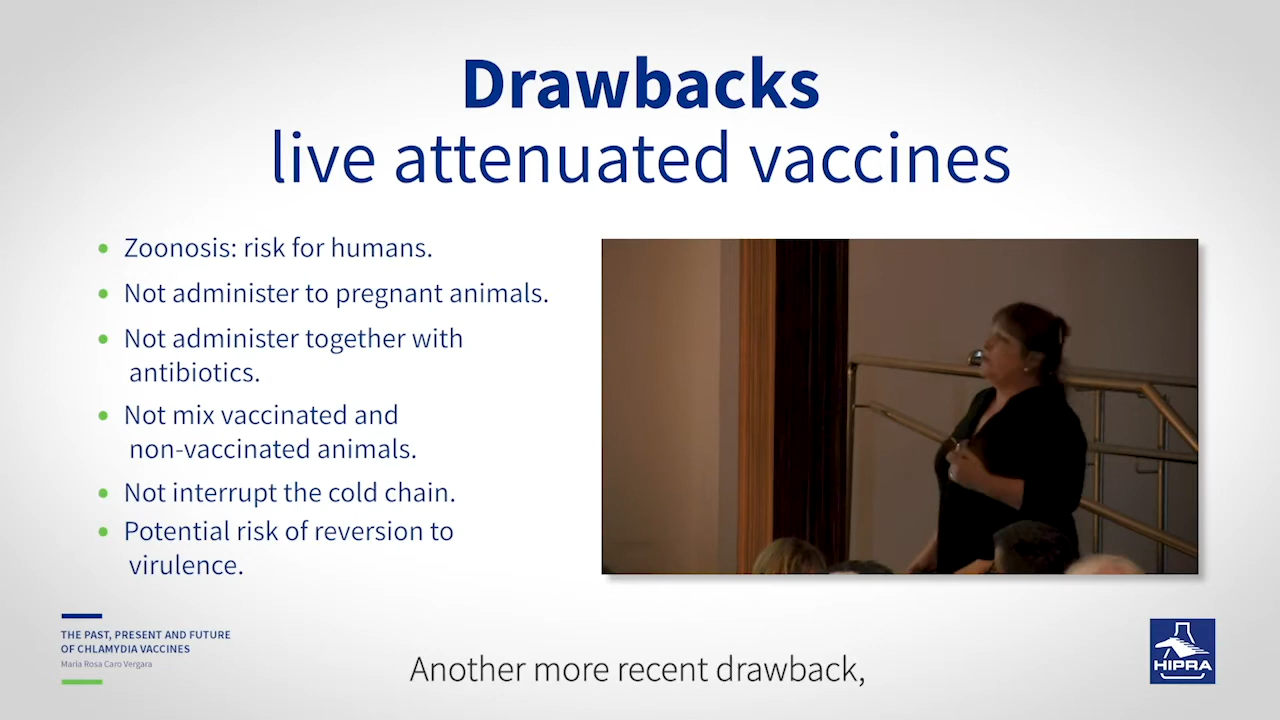 Drawbacks
live attenuated vaccines
Zoonosis: risk for humans.
Not administer to pregnant animals.
Not administer together with
antibiotics.
Not mix vaccinated and
non-vaccinated animals.
Not interrupt the cold chain.
Potential risk of reversion to
virulence.
THE PAST, PRESENT AND FUTURE
OF CHLAMYDIA VACCINES
María Rosa Caro Vergara
Another more recent drawback,
HIPRA